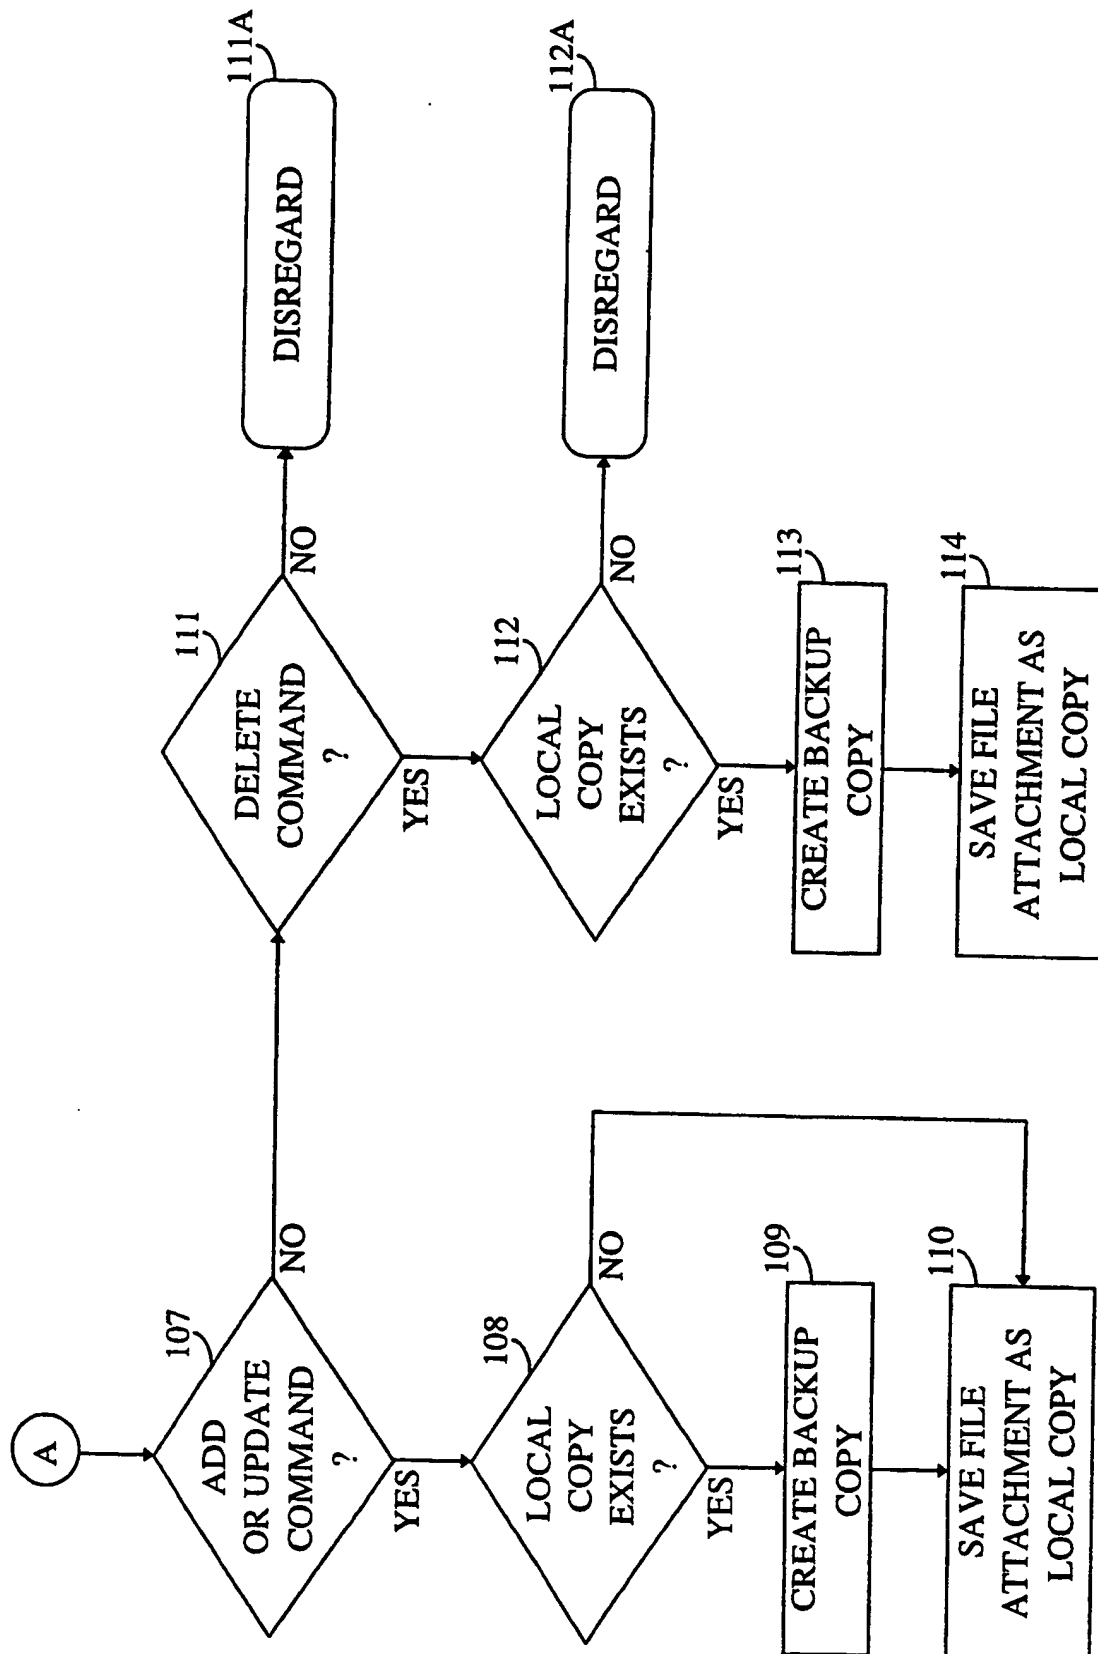 A
107
ADD
OR UPDATE
COMMAND
?
NO
YES
108
LOCAL
COPY
EXISTS
?
NO
YES
109
CREATE BACKUP
COPY
110
SAVE FILE
ATTACHMENT AS
LOCAL COPY
111
DELETE
COMMAND
?
NO
YES
111A
DISREGARD
112
LOCAL
COPY
EXISTS
?
NO
YES
112A
DISREGARD
113
CREATE BACKUP
COPY
114
SAVE FILE
ATTACHMENT AS
LOCAL COPY